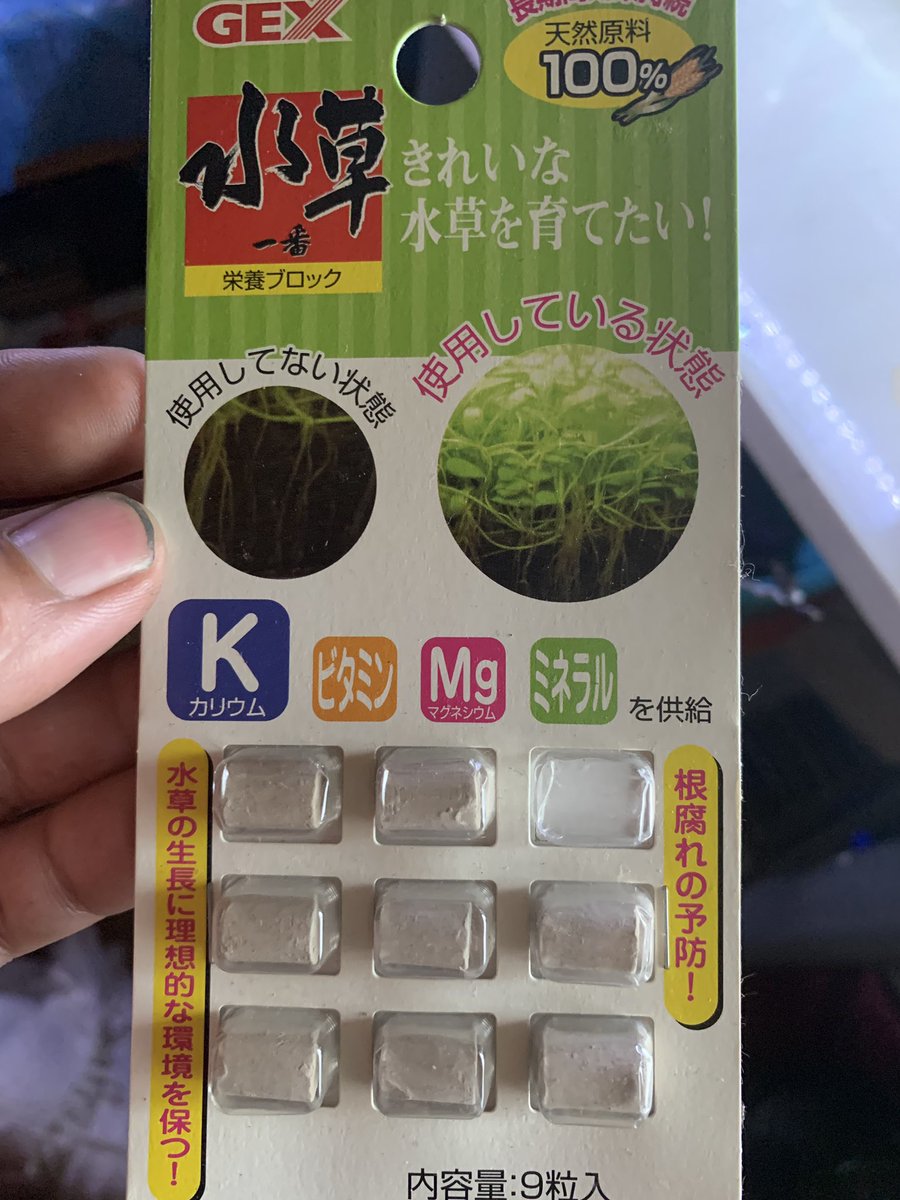 GEX
天然原料
100%
水草
一番
栄養ブロック
きれいな
水草を育てたい!
使用してない状態
使用している状態
K
カリウム
ビタミン
Mg
マグネシウム
ミネラル
を供給
水草の生長に理想的な環境を保つ!
根腐れの予防!
内容量:9粒入